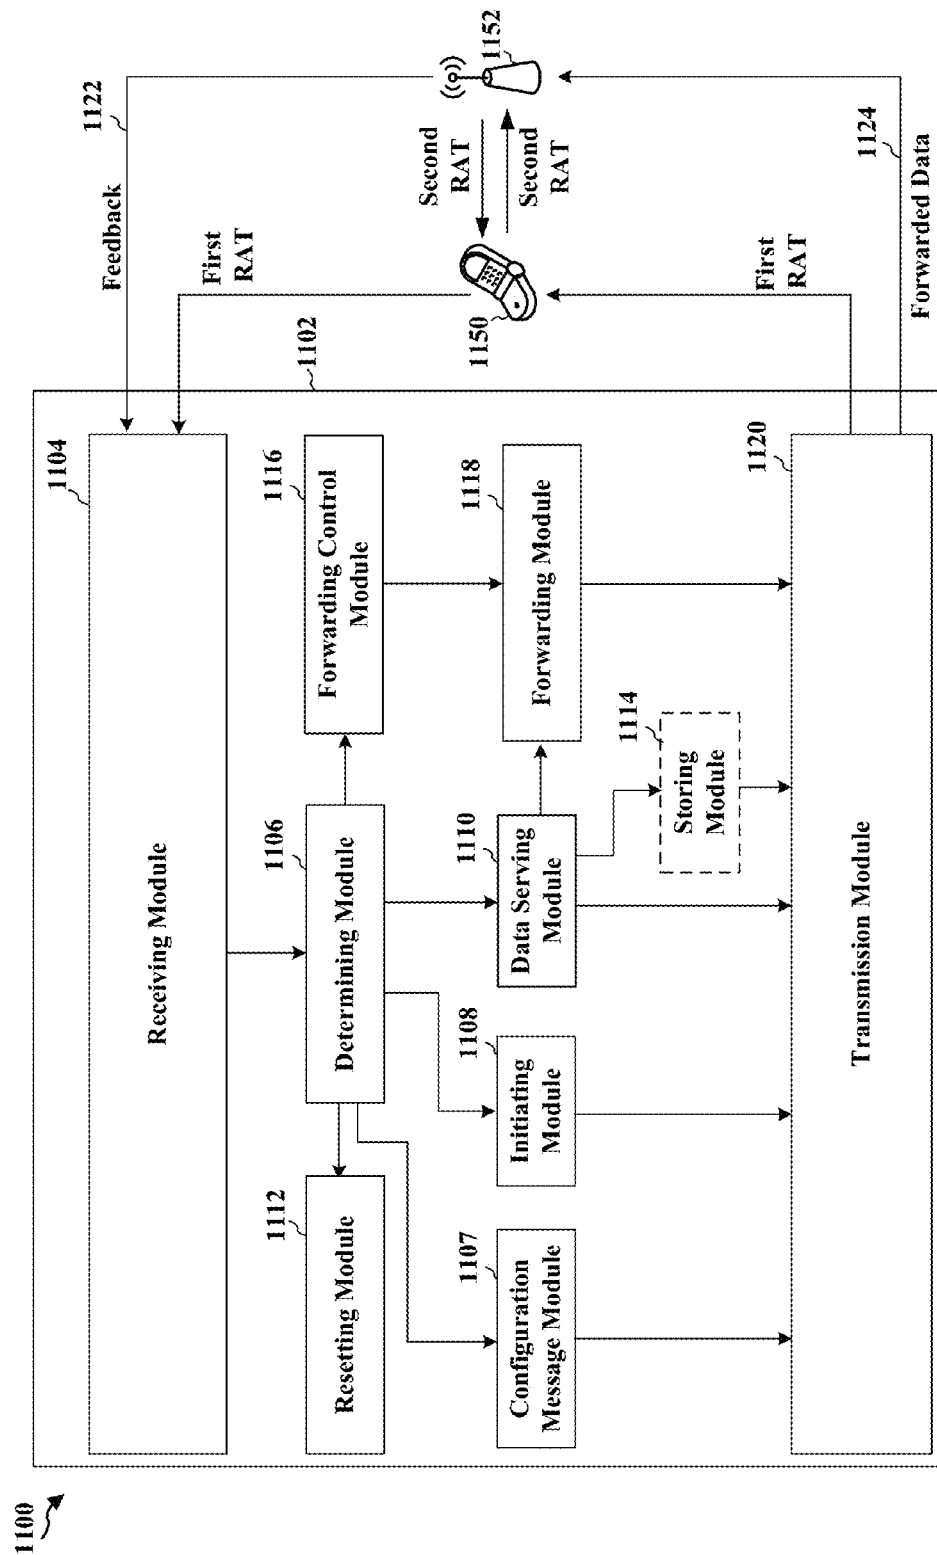 1100
1102
1104
Receiving Module
1112
Resetting Module
1106
Determining Module
1116
Forwarding Control
Module
1107
Configuration
Message Module
1108
Initiating
Module
1110
Data Serving
Module
1118
Forwarding Module
1114
Storing
Module
1120
Transmission Module
Feedback
1122
First
RAT
1150
Second
RAT
Second
RAT
1152
First
RAT
Forwarded Data
1124